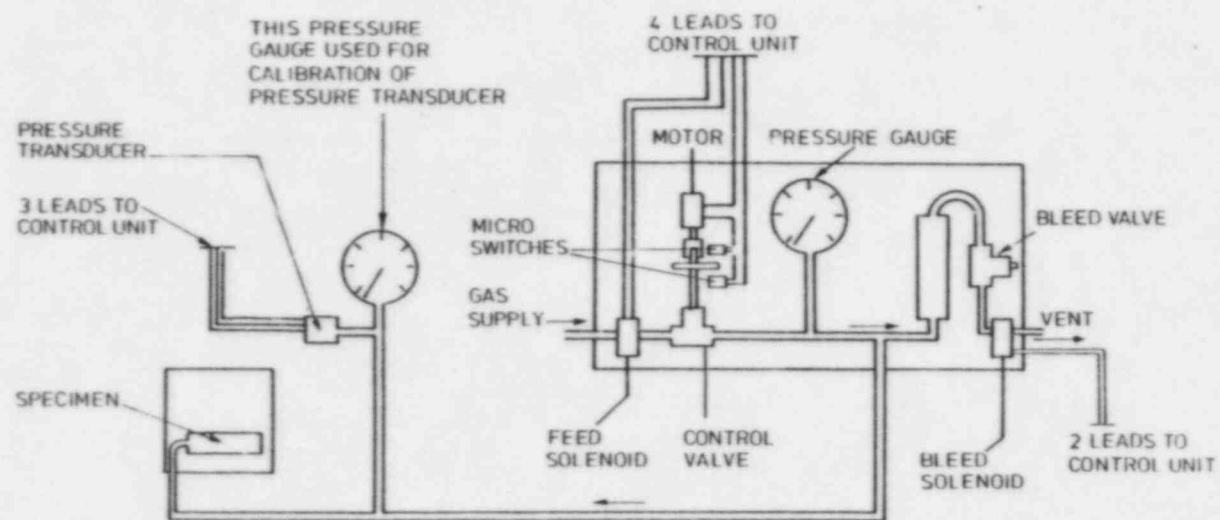 THIS PRESSURE
GAUGE USED FOR
CALIBRATION OF
PRESSURE TRANSDUCER
4 LEADS TO
CONTROL UNIT
PRESSURE
TRANSDUCER
MOTOR
PRESSURE GAUGE
3 LEADS TO
CONTROL UNIT
MICRO
SWITCHES
BLEED VALVE
GAS
SUPPLY
VENT
SPECIMEN
FEED
SOLENOID
CONTROL
VALVE
BLEED
SOLENOID
2 LEADS TO
CONTROL UNIT